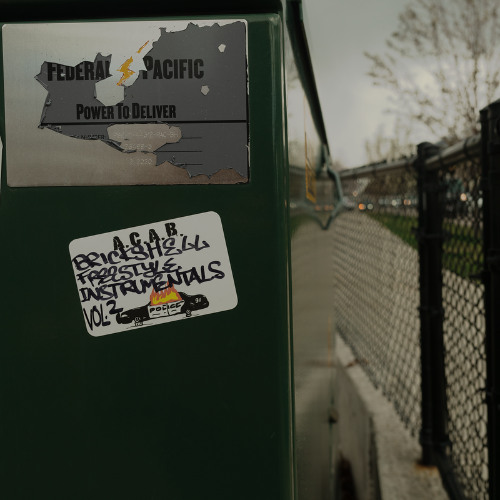 FEDERAL PACIFIC
POWER TO DELIVER
A.C.A.B.
BRICKSHELL
FREESTYLE
INSTRUMENTALS
VOL. 2
POLICE